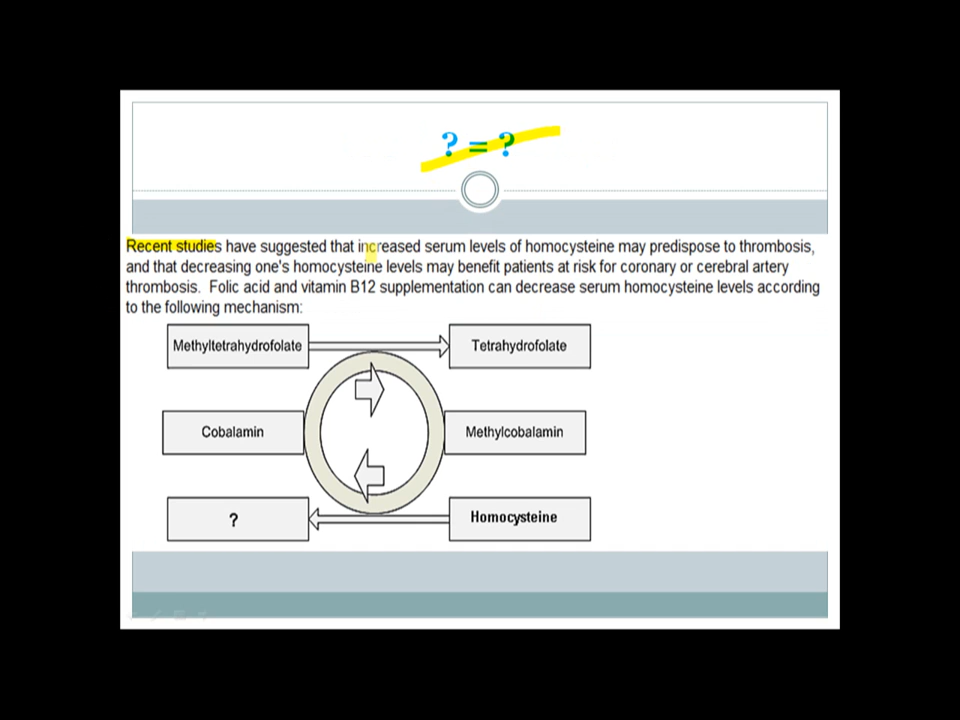 ? = ?
Recent studies have suggested that increased serum levels of homocysteine may predispose to thrombosis,
and that decreasing one's homocysteine levels may benefit patients at risk for coronary or cerebral artery
thrombosis. Folic acid and vitamin B12 supplementation can decrease serum homocysteine levels according
to the following mechanism:
Methyltetrahydrofolate
Tetrahydrofolate
Cobalamin
Methylcobalamin
?
Homocysteine